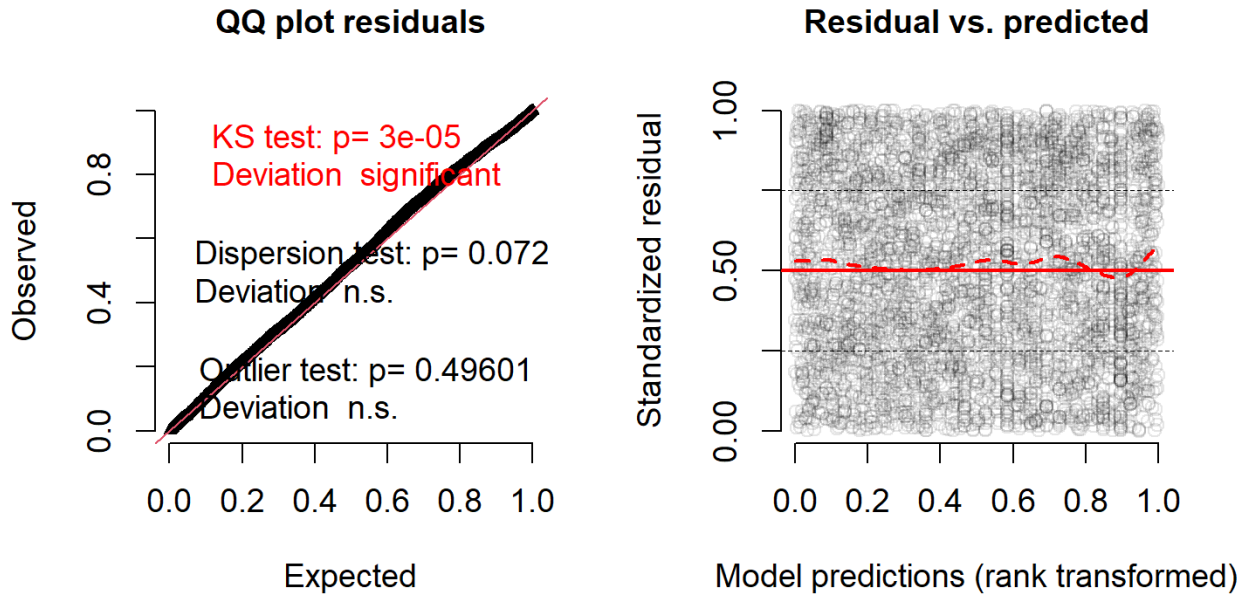 QQ plot residuals
KS test: p= 3e-05
Deviation  significant
Dispersion test: p= 0.072
Deviation  n.s.
Outlier test: p= 0.49601
Deviation  n.s.
Observed
0.0
0.4
0.8
0.0 0.2 0.4 0.6 0.8 1.0
Expected
Residual vs. predicted
Standardized residual
0.00
0.50
1.00
0.0 0.2 0.4 0.6 0.8 1.0
Model predictions (rank transformed)